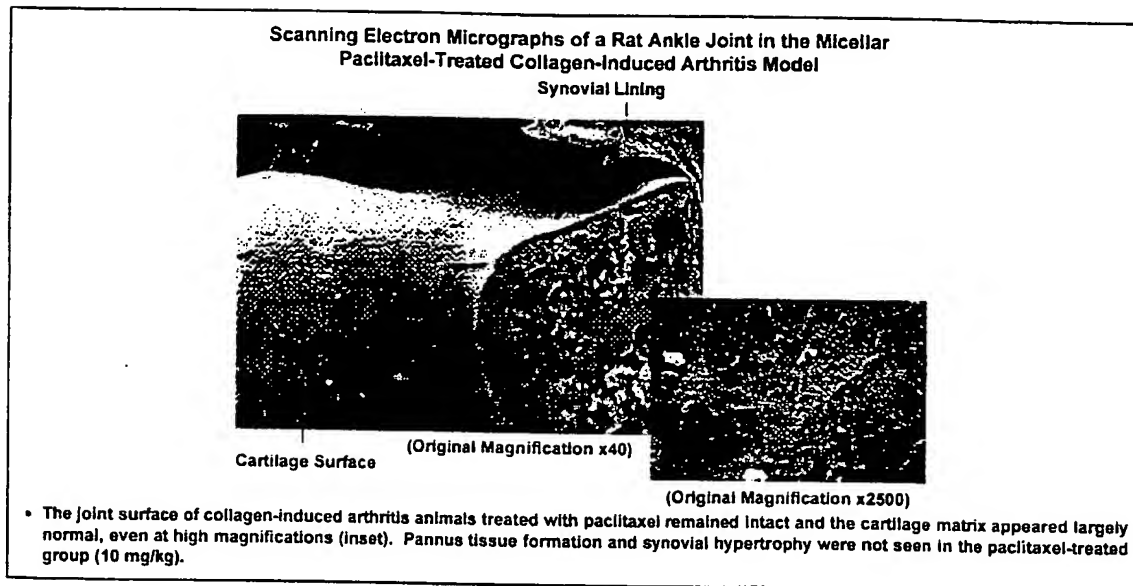 Scanning Electron Micrographs of a Rat Ankle Joint in the Micellar
Paclitaxel-Treated Collagen-Induced Arthritis Model
Synovial Lining
(Original Magnification x40)
Cartilage Surface
(Original Magnification x2500)
• The joint surface of collagen-induced arthritis animals treated with paclitaxel remained intact and the cartilage matrix appeared largely
normal, even at high magnifications (inset). Pannus tissue formation and synovial hypertrophy were not seen in the paclitaxel-treated
group (10 mg/kg).